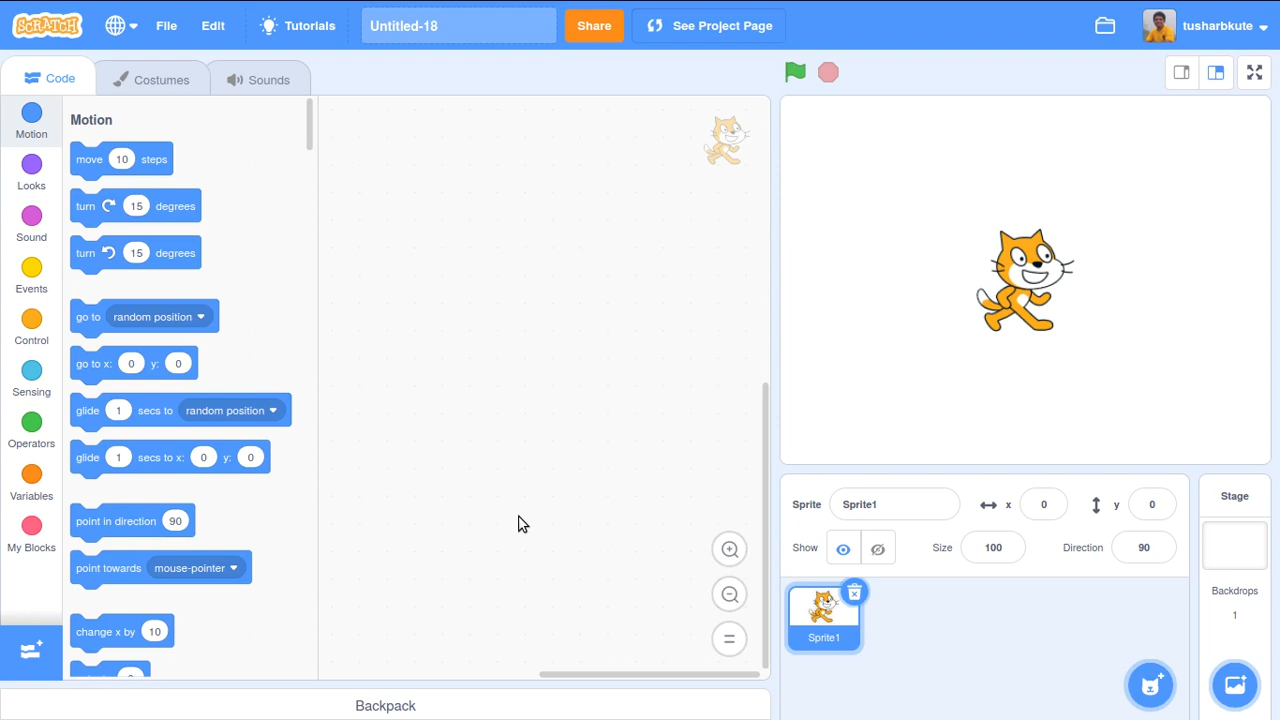 SCRATCH File Edit Tutorials Untitled-18 Share See Project Page tusharbkute
Code Costumes Sounds
Motion
Looks
Sound
Events
Control
Sensing
Operators
Variables
My Blocks
Motion
move 10 steps
turn 15 degrees
turn 15 degrees
go to random position
go to x: 0 y: 0
glide 1 secs to random position
glide 1 secs to x: 0 y: 0
point in direction 90
point towards mouse-pointer
change x by 10
Backpack
Sprite Sprite1 x 0 y 0
Show Size 100 Direction 90
Sprite1
Stage
Backdrops
1